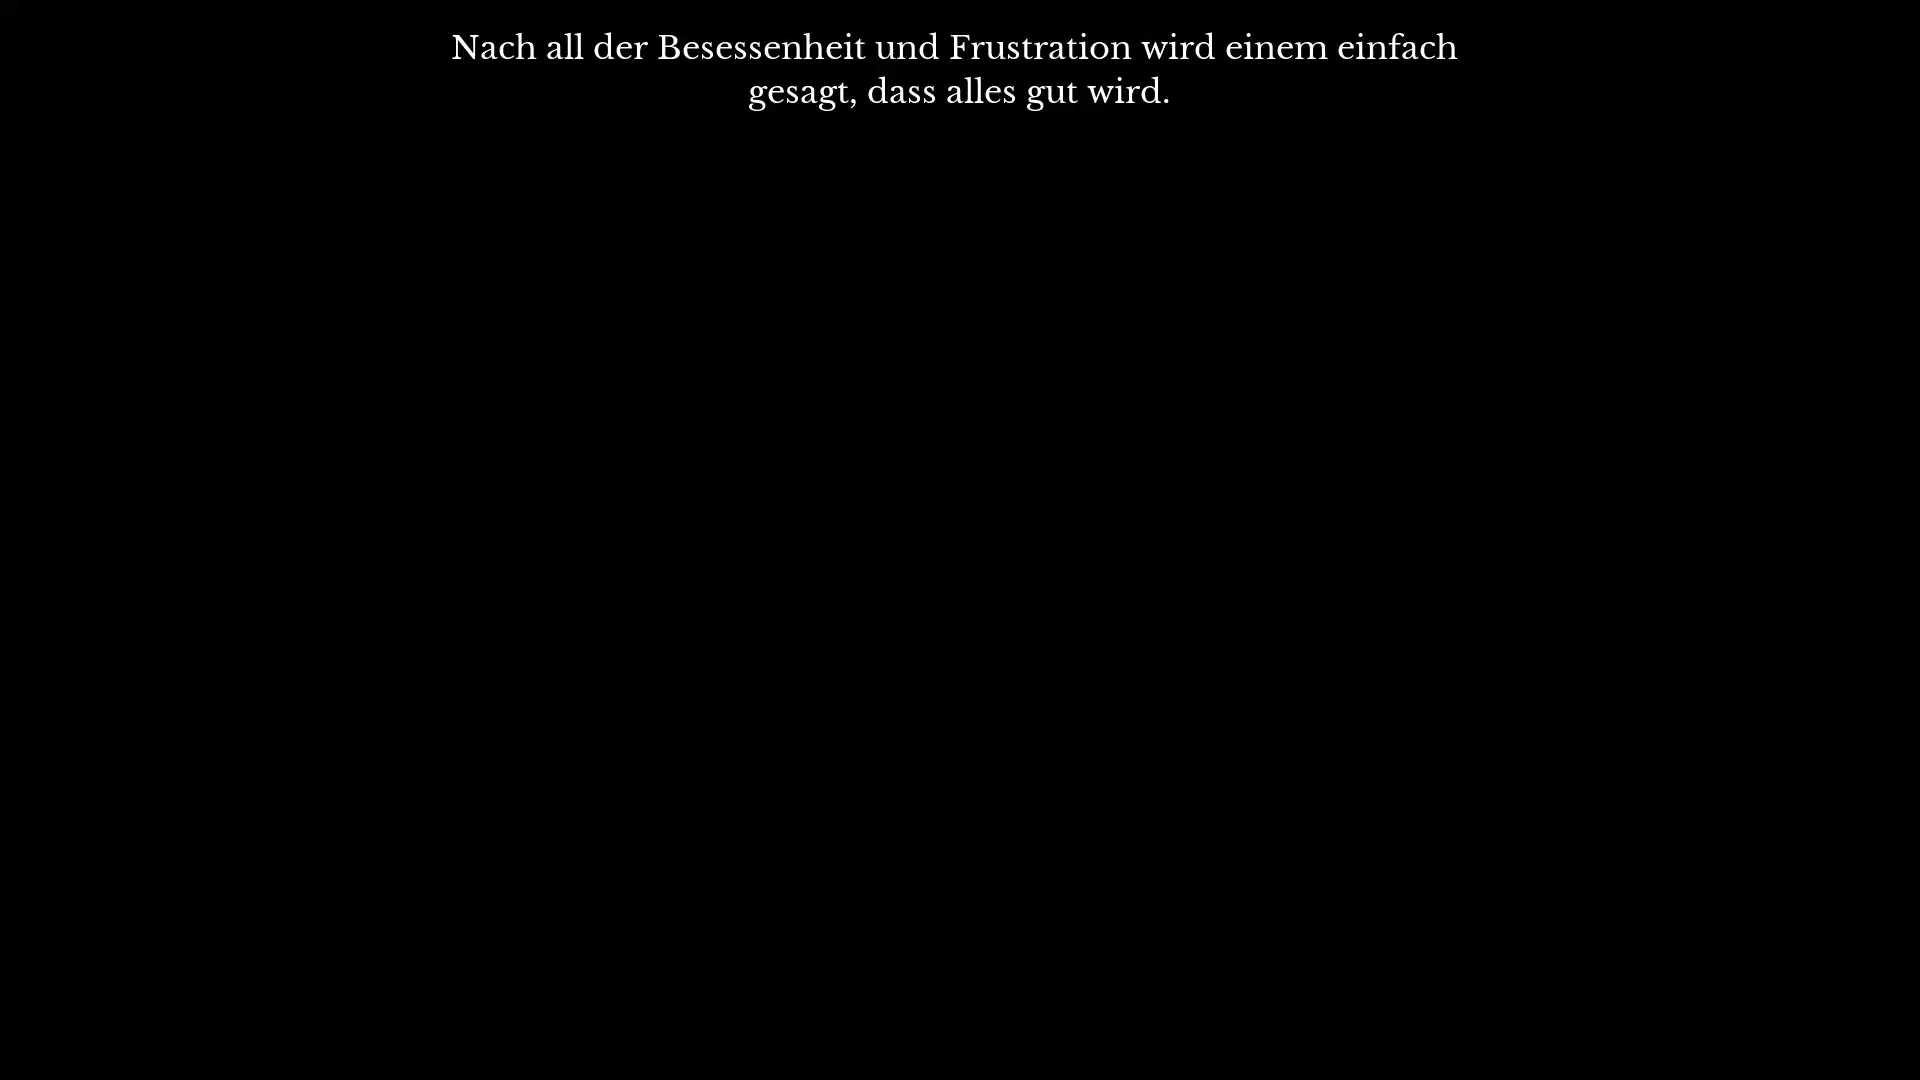 Nach all der Besessenheit und Frustration wird einem einfach
gesagt, dass alles gut wird.